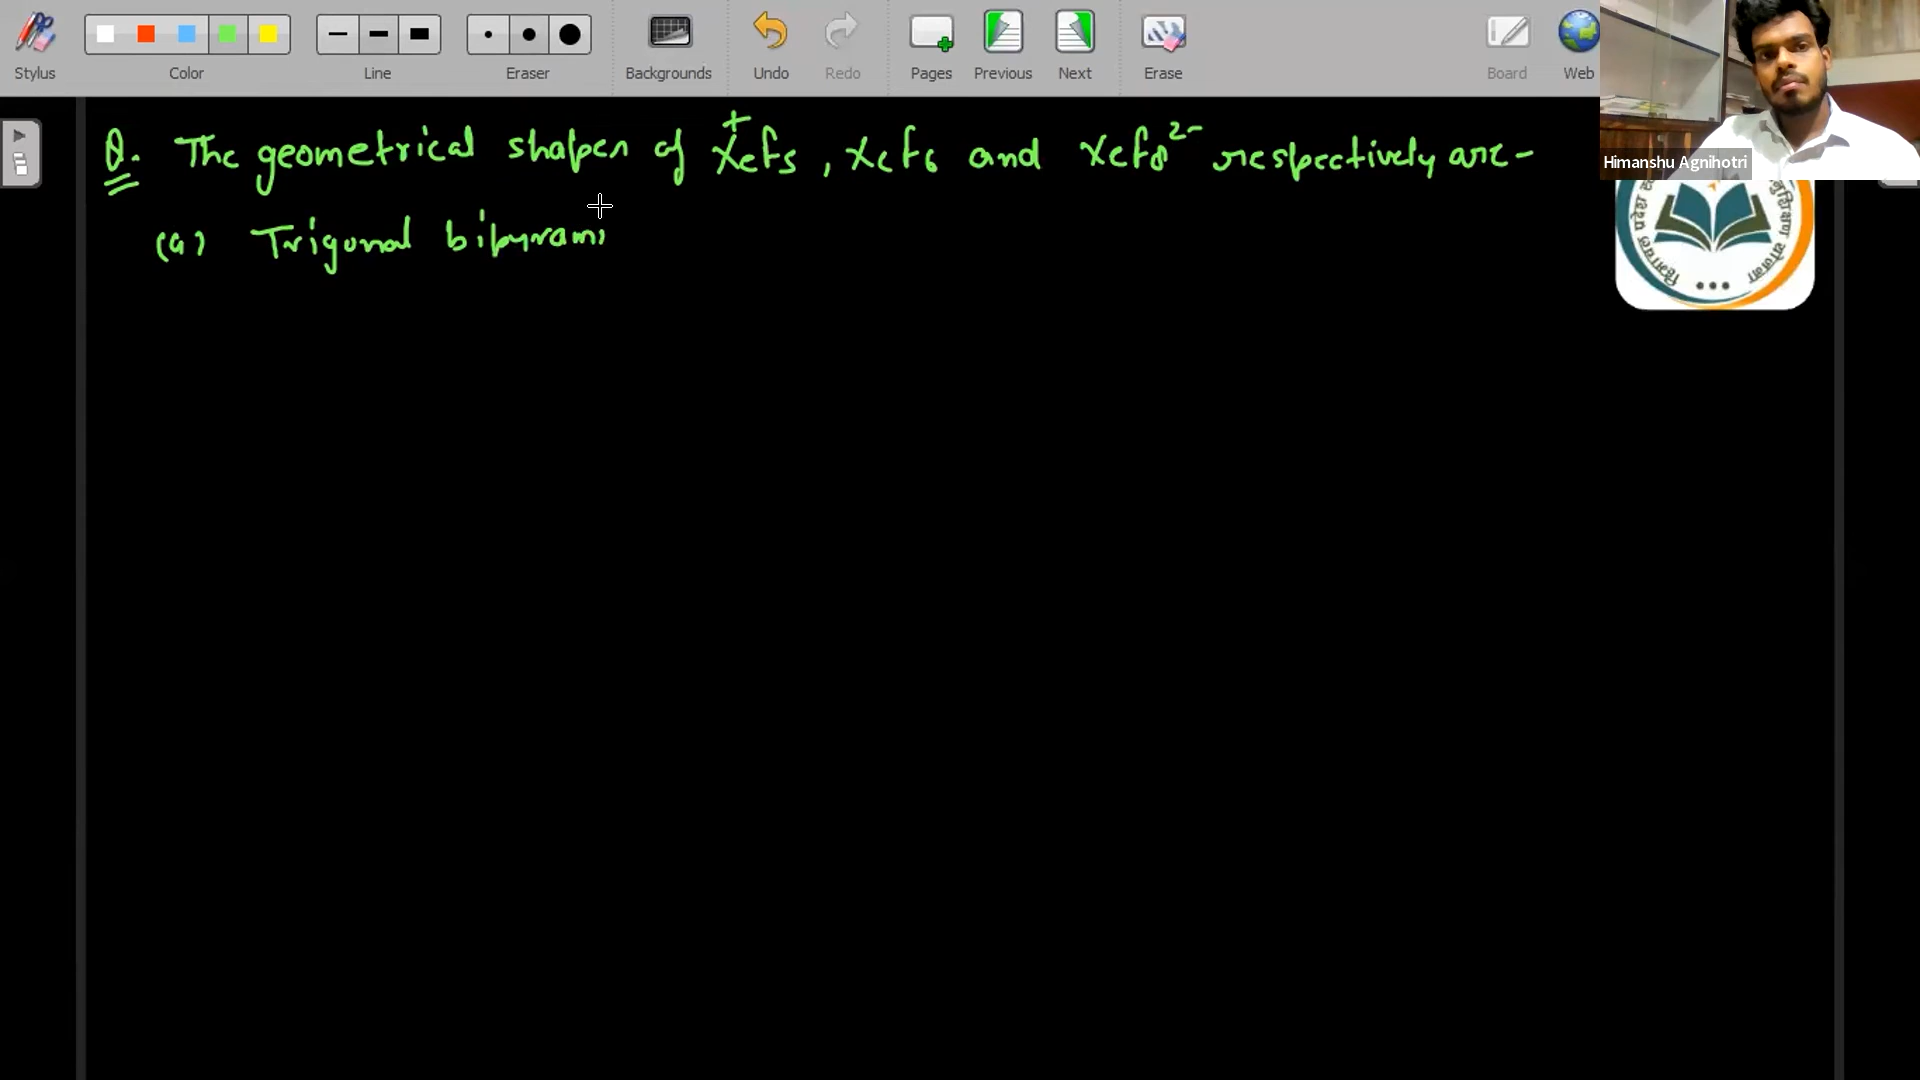 Stylus Color Line Eraser Backgrounds Undo Redo Pages Previous Next Erase Board Web
Himanshu Agnihotri
Q. The geometrical shapes of XeF5+, XeF6 and XeF8^2- respectively are-
(a) Trigonal bipyrami